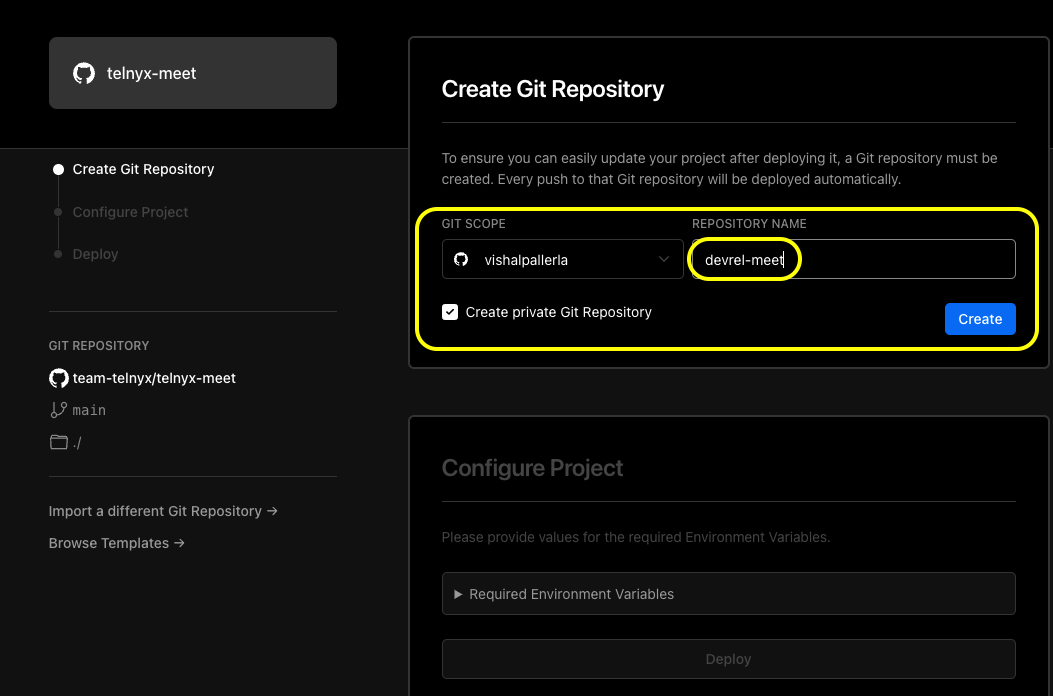 telnyx-meet
Create Git Repository
Configure Project
Deploy
GIT REPOSITORY
team-telnyx/telnyx-meet
main
./
Import a different Git Repository →
Browse Templates →
Create Git Repository
To ensure you can easily update your project after deploying it, a Git repository must be
created. Every push to that Git repository will be deployed automatically.
GIT SCOPE REPOSITORY NAME
vishalpallerla devrel-meet
Create private Git Repository
Create
Configure Project
Please provide values for the required Environment Variables.
Required Environment Variables
Deploy